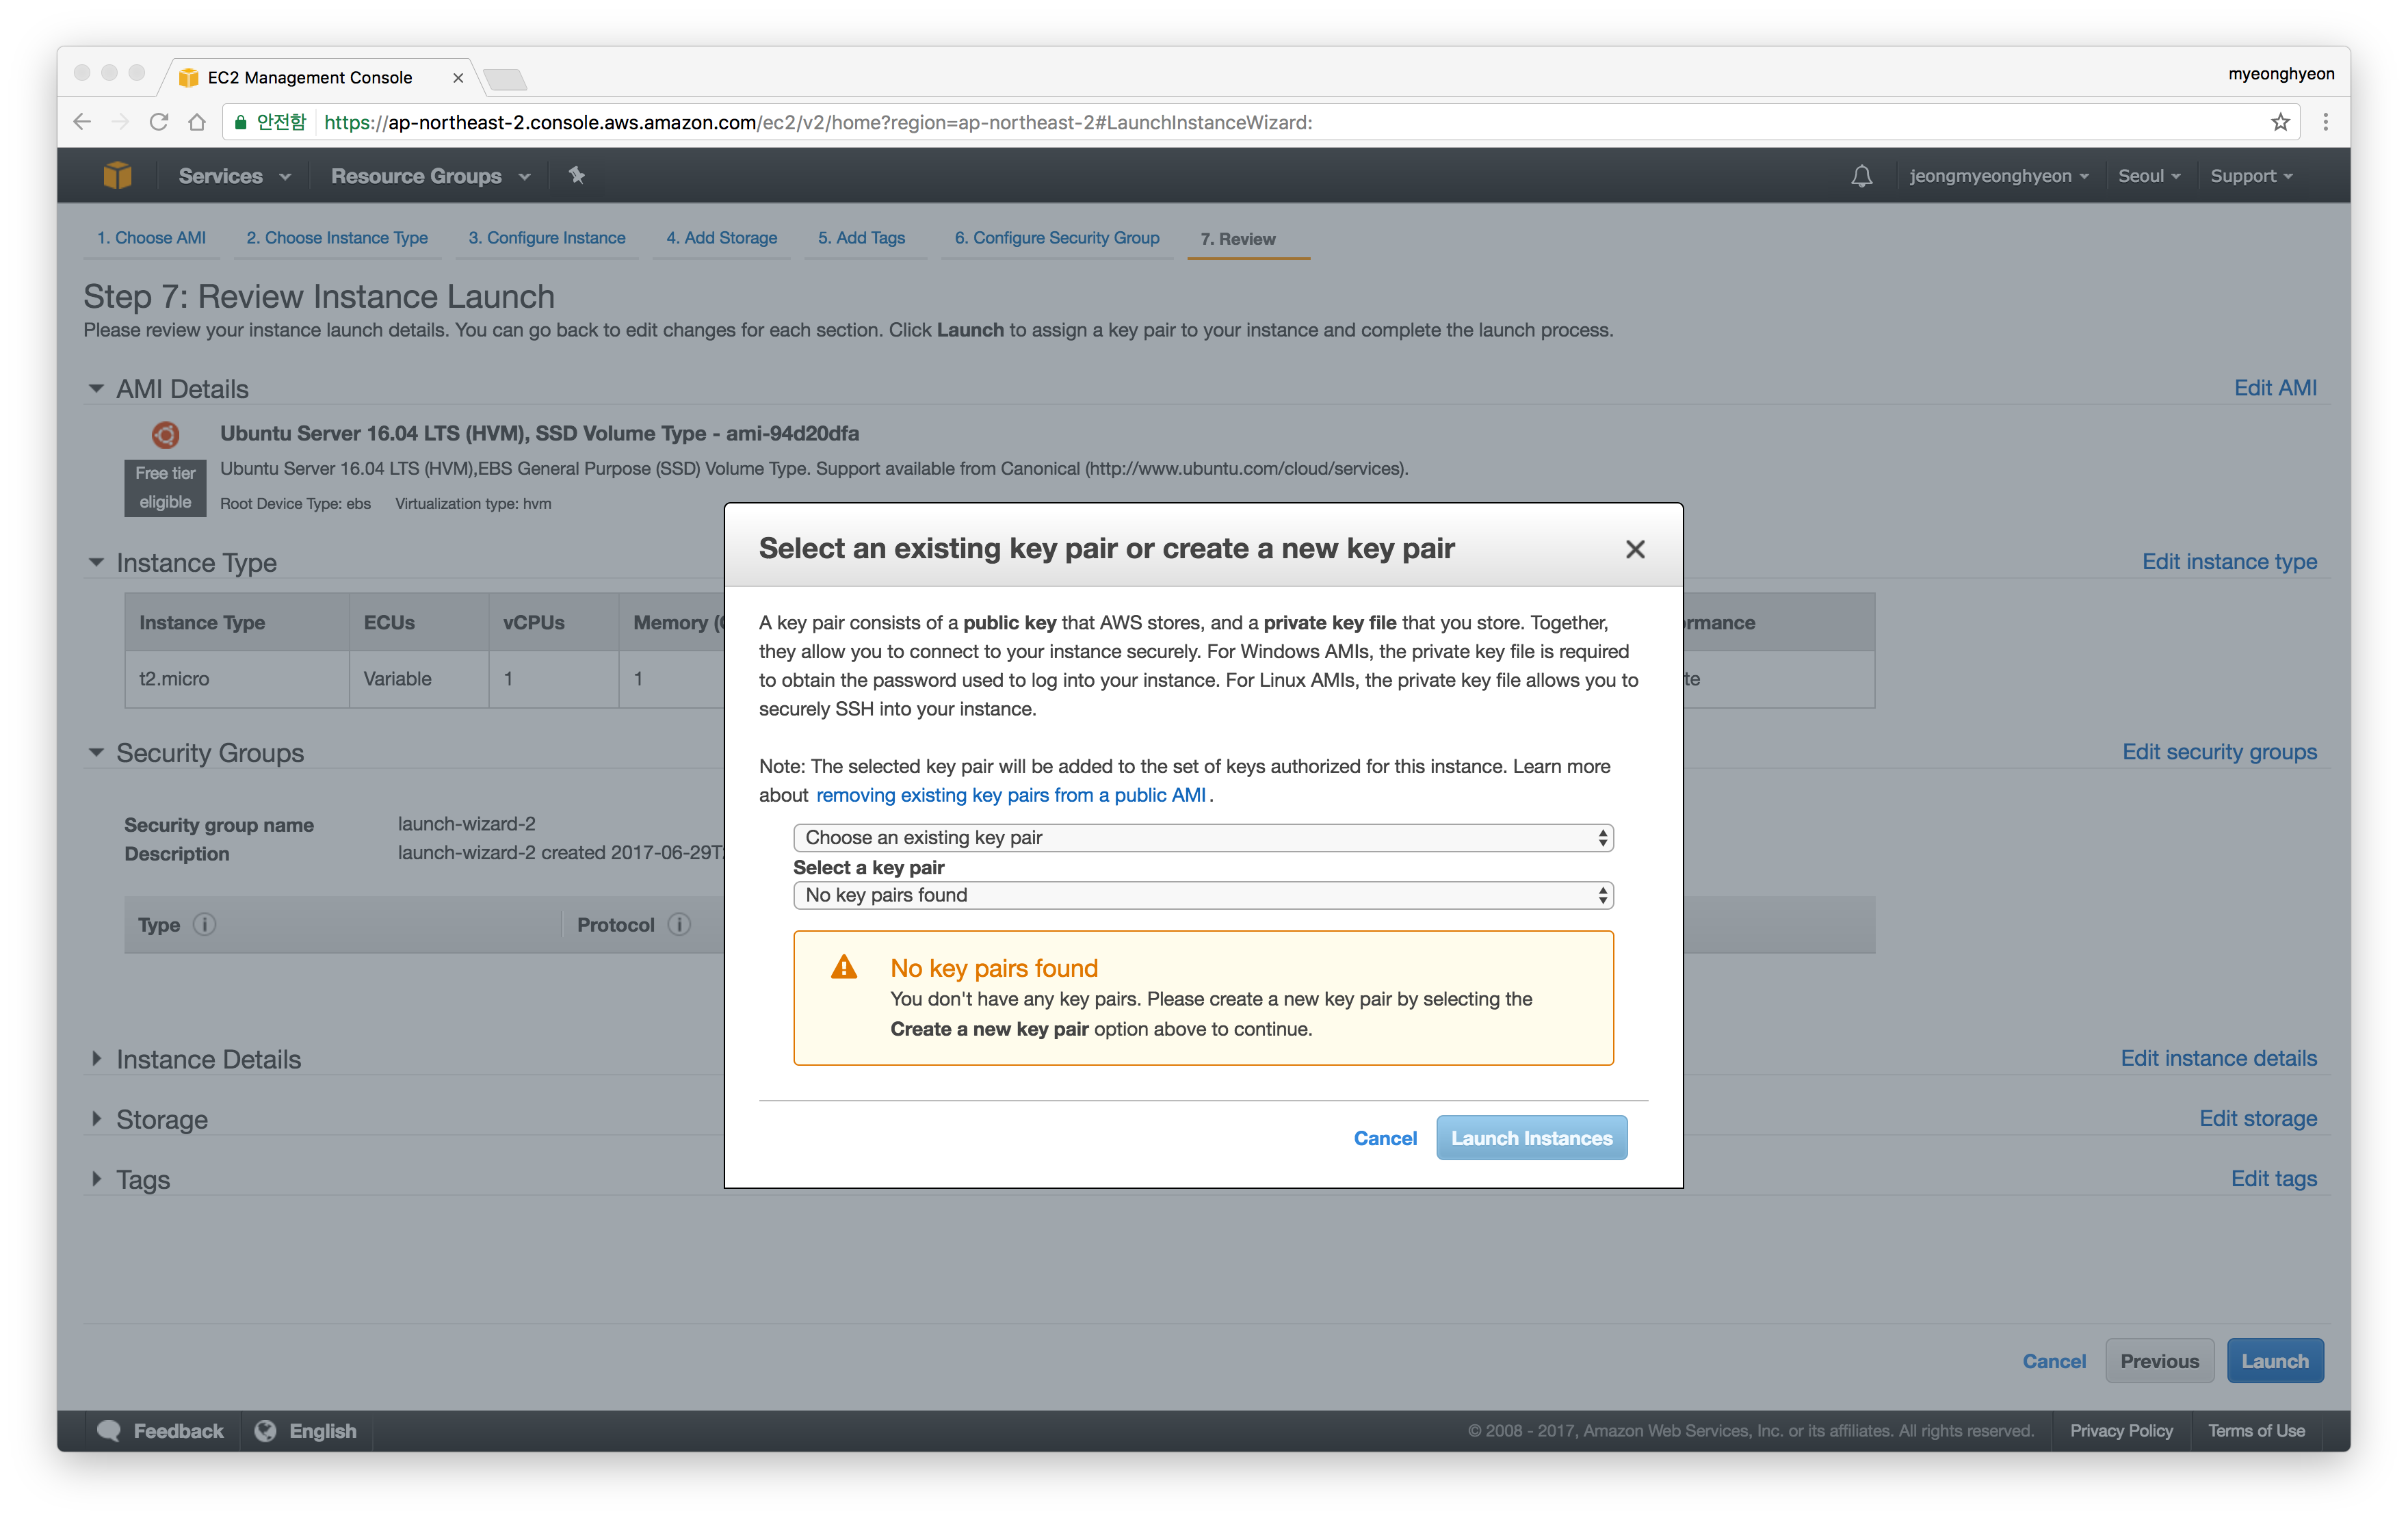 EC2 Management Console
myeonghyeon
안전함 https://ap-northeast-2.console.aws.amazon.com/ec2/v2/home?region=ap-northeast-2#LaunchInstanceWizard:
Services Resource Groups jeongmyeonghyeon Seoul Support
1. Choose AMI 2. Choose Instance Type 3. Configure Instance 4. Add Storage 5. Add Tags 6. Configure Security Group 7. Review
Step 7: Review Instance Launch
Please review your instance launch details. You can go back to edit changes for each section. Click Launch to assign a key pair to your instance and complete the launch process.
AMI Details Edit AMI
Ubuntu Server 16.04 LTS (HVM), SSD Volume Type - ami-94d20dfa
Free tier eligible
Ubuntu Server 16.04 LTS (HVM),EBS General Purpose (SSD) Volume Type. Support available from Canonical (http://www.ubuntu.com/cloud/services).
Root Device Type: ebs Virtualization type: hvm
Instance Type Edit instance type
Instance Type ECUs vCPUs Memory (
t2.micro Variable 1 1
Security Groups Edit security groups
Security group name launch-wizard-2
Description launch-wizard-2 created 2017-06-29T
Type Protocol
Instance Details Edit instance details
Storage Edit storage
Tags Edit tags
Select an existing key pair or create a new key pair
A key pair consists of a public key that AWS stores, and a private key file that you store. Together,
they allow you to connect to your instance securely. For Windows AMIs, the private key file is required
to obtain the password used to log into your instance. For Linux AMIs, the private key file allows you to
securely SSH into your instance.
Note: The selected key pair will be added to the set of keys authorized for this instance. Learn more
about removing existing key pairs from a public AMI .
Choose an existing key pair
Select a key pair
No key pairs found
No key pairs found
You don't have any key pairs. Please create a new key pair by selecting the
Create a new key pair option above to continue.
Cancel Launch Instances
Cancel Previous Launch
Feedback English © 2008 - 2017, Amazon Web Services, Inc. or its affiliates. All rights reserved. Privacy Policy Terms of Use